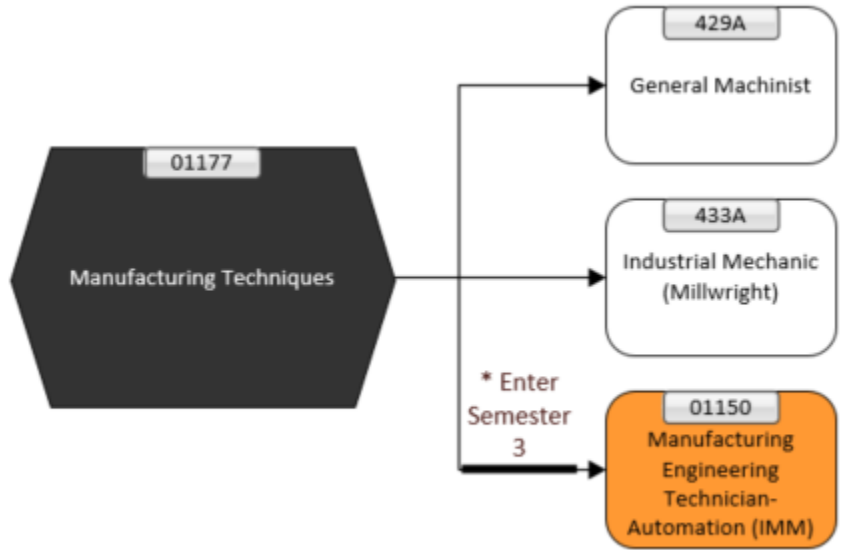 01177
Manufacturing Techniques
429A
General Machinist
433A
Industrial Mechanic
(Millwright)
* Enter
Semester
3
01150
Manufacturing
Engineering
Technician-
Automation (IMM)